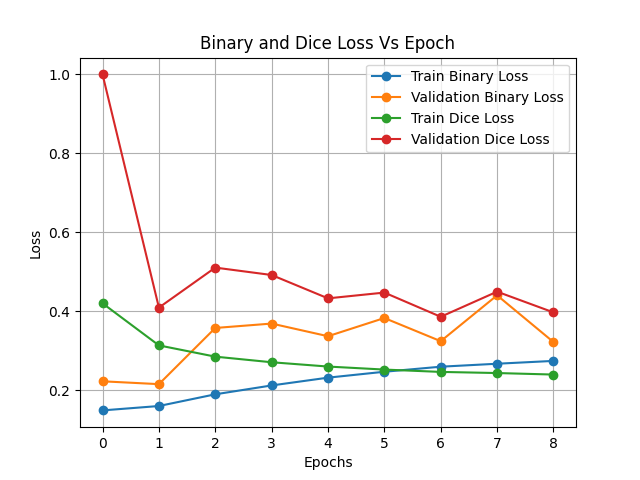 Binary and Dice Loss Vs Epoch
Train Binary Loss
Validation Binary Loss
Train Dice Loss
Validation Dice Loss
1.0
0.8
0.6
0.4
0.2
Loss
0 1 2 3 4 5 6 7 8
Epochs